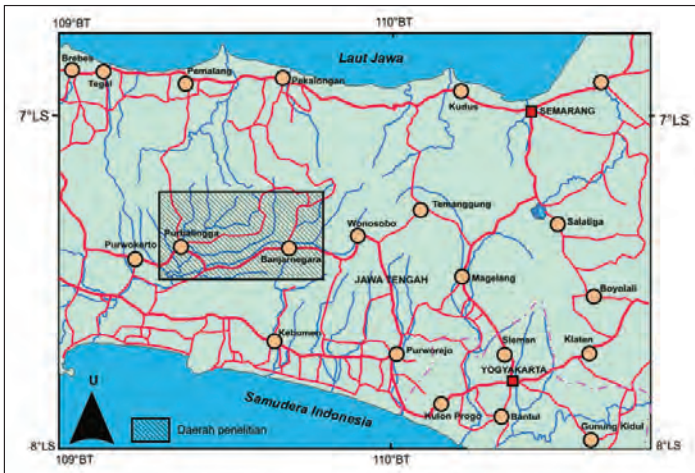 109°BT
110°BT
Laut Jawa
Brebes
Tegal
Pemalang
Pekalongan
Kudus
SEMARANG
7°LS
7°LS
Temanggung
Wonosobo
Salatiga
Purbalingga
Purwokerto
Banjarnegara
JAWA TENGAH
Magelang
Boyolali
Kebumen
Purworejo
Sleman
Klaten
YOGYAKARTA
U
Samudera Indonesia
Kulon Progo
Bantul
Daerah penelitian
Gunung Kidul
8°LS
8°LS
109°BT
110°BT